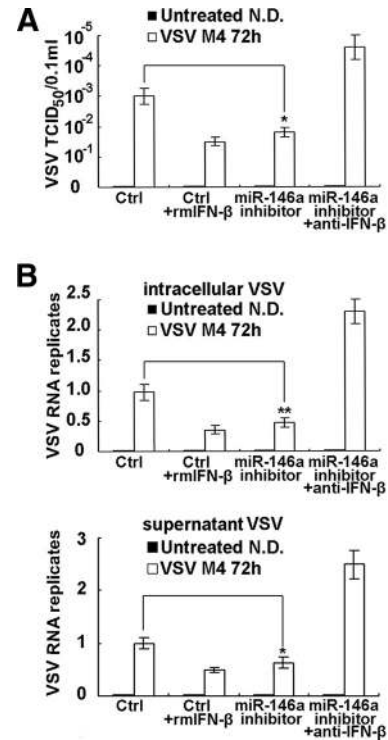 A
■ Untreated N.D.
□ VSV M4 72h
VSV TCID50/0.1ml
10-5
10-4
10-3
10-2
10-1
0
*
Ctrl
Ctrl
+rmIFN-β
miR-146a
inhibitor
miR-146a
inhibitor
+anti-IFN-β
B
intracellular VSV
■ Untreated N.D.
□ VSV M4 72h
VSV RNA replicates
2.5
2.0
1.5
1.0
0.5
0
**
Ctrl
Ctrl
+rmIFN-β
miR-146a
inhibitor
miR-146a
inhibitor
+anti-IFN-β
supernatant VSV
■ Untreated N.D.
□ VSV M4 72h
VSV RNA replicates
3
2
1
0
*
Ctrl
Ctrl
+rmIFN-β
miR-146a
inhibitor
miR-146a
inhibitor
+anti-IFN-β